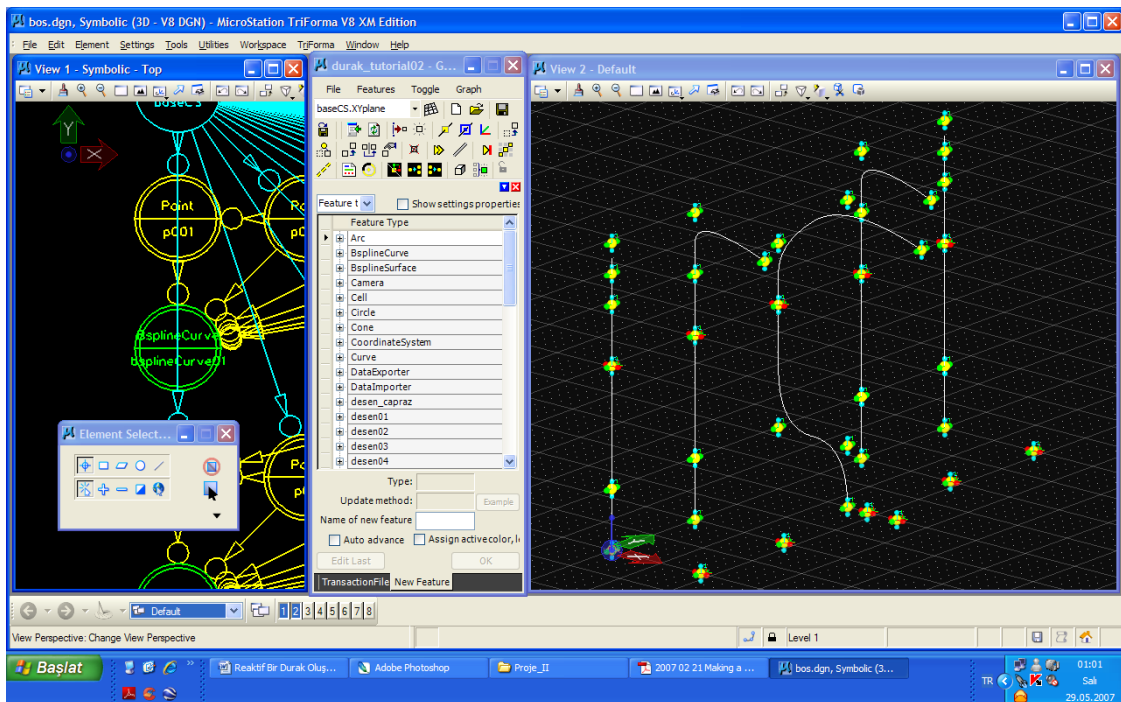 bos.dgn, Symbolic (3D - V8 DGN) - MicroStation TriForma V8 XM Edition
File Edit Element Settings Tools Utilities Workspace TriForma Window Help
View 1 - Symbolic - Top
durak_tutorial02 - G...
View 2 - Default
File Features Toggle Graph
baseCS.XYplane
baseCS
Y
X
Point
p001
BsplineCurve
bsplineCurve01
Feature t
Show settings properties
Feature Type
Arc
BsplineCurve
BsplineSurface
Camera
Cell
Circle
Cone
CoordinateSystem
Curve
DataExporter
DataImporter
desen_capraz
desen01
desen02
desen03
desen04
Element Select...
Type:
Update method:
Example
Name of new feature
Auto advance
Assign active color, l
Edit Last
OK
TransactionFile
New Feature
Default
1 2 3 4 5 6 7 8
View Perspective: Change View Perspective
Level 1
Başlat
Reaktif Bir Durak Oluş...
Adobe Photoshop
Proje_II
2007 02 21 Making a ...
bos.dgn, Symbolic (3...
TR
01:01
Salı
29.05.2007